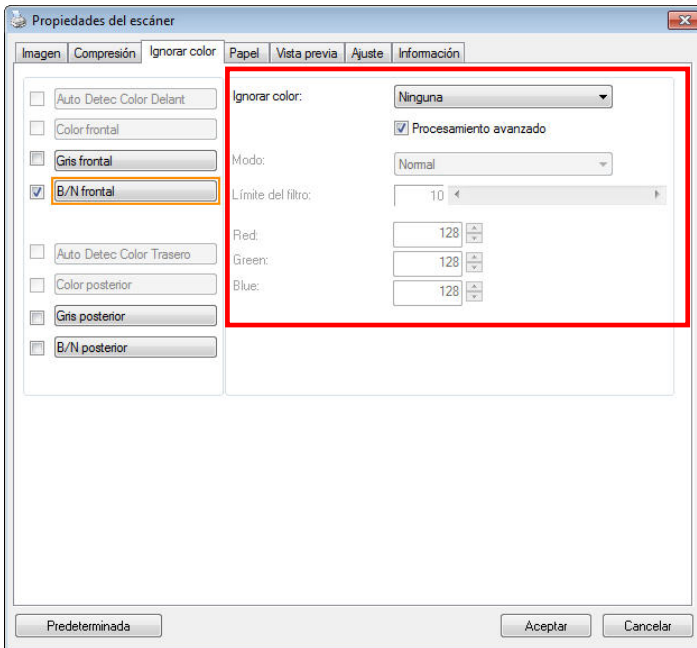 Propiedades del escáner
Imagen Compresión Ignorar color Papel Vista previa Ajuste Información
Auto Detec Color Delant
Color frontal
Gris frontal
B/N frontal
Auto Detec Color Trasero
Color posterior
Gris posterior
B/N posterior
Ignorar color: Ninguna
Procesamiento avanzado
Modo: Normal
Límite del filtro: 10
Red: 128
Green: 128
Blue: 128
Predeterminada Aceptar Cancelar